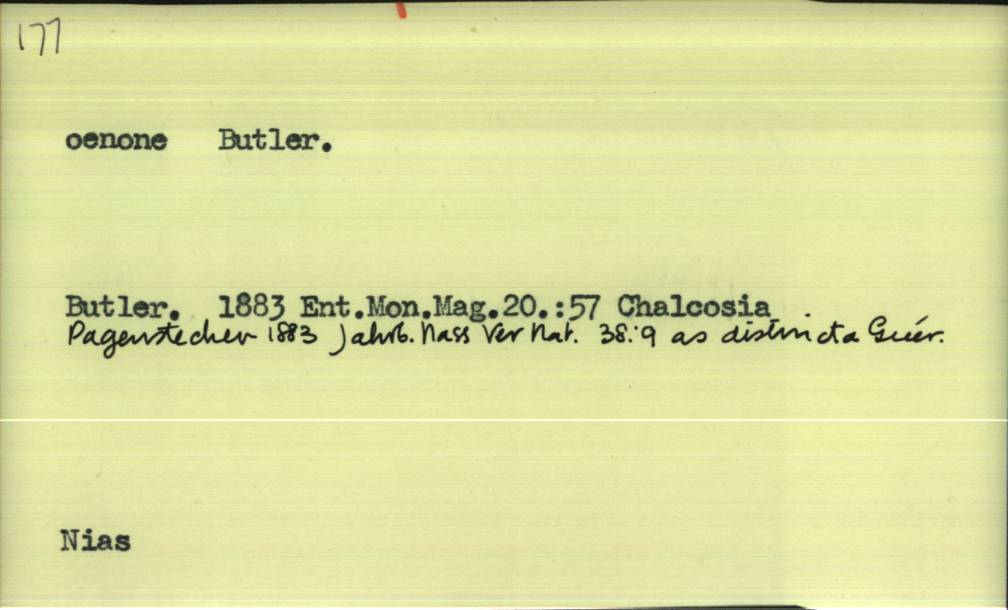 177
oenone Butler.
Butler. 1883 Ent.Mon.Mag.20.:57 Chalcosia
Pagenstecher 1883 Jahrb. Nass Ver Nat. 38:9 as distincta Guér.
Nias